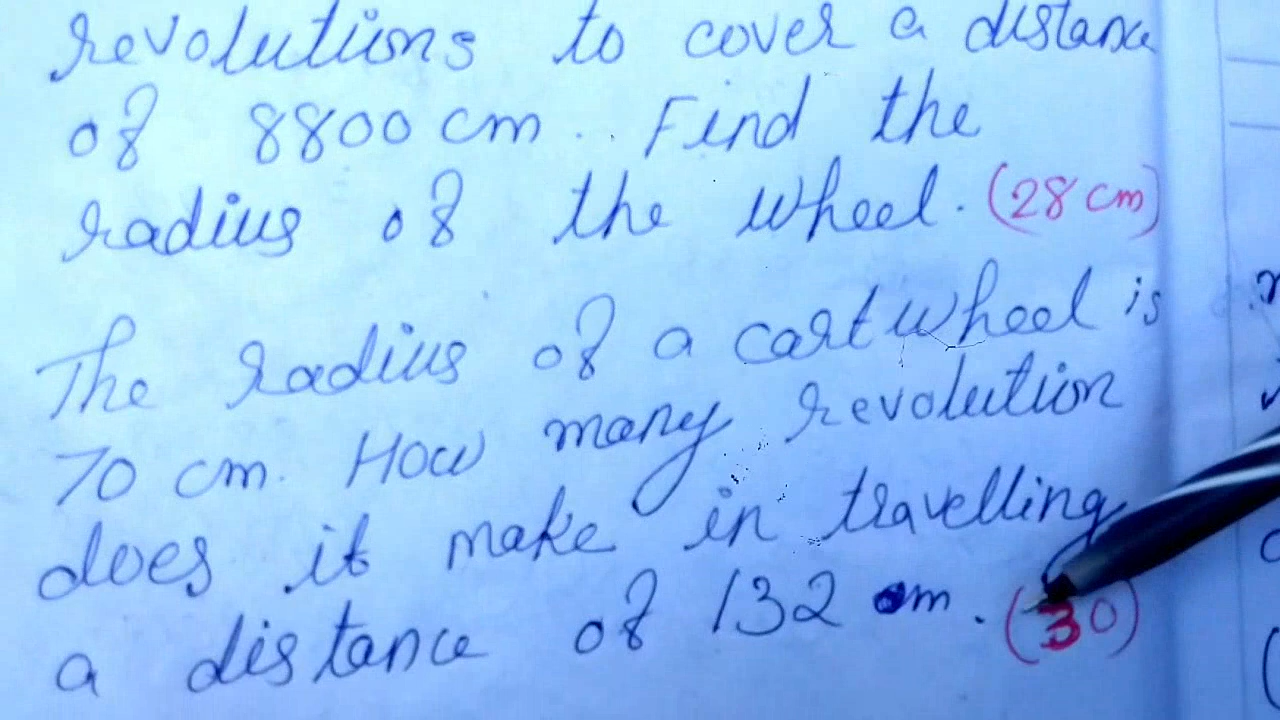 revolutions to cover a distance
of 8800 cm. Find the
radius of the wheel. (28 cm)
The radius of a cartwheel is
70 cm. How many revolution
does it make in travelling
a distance of 132 m. (30)